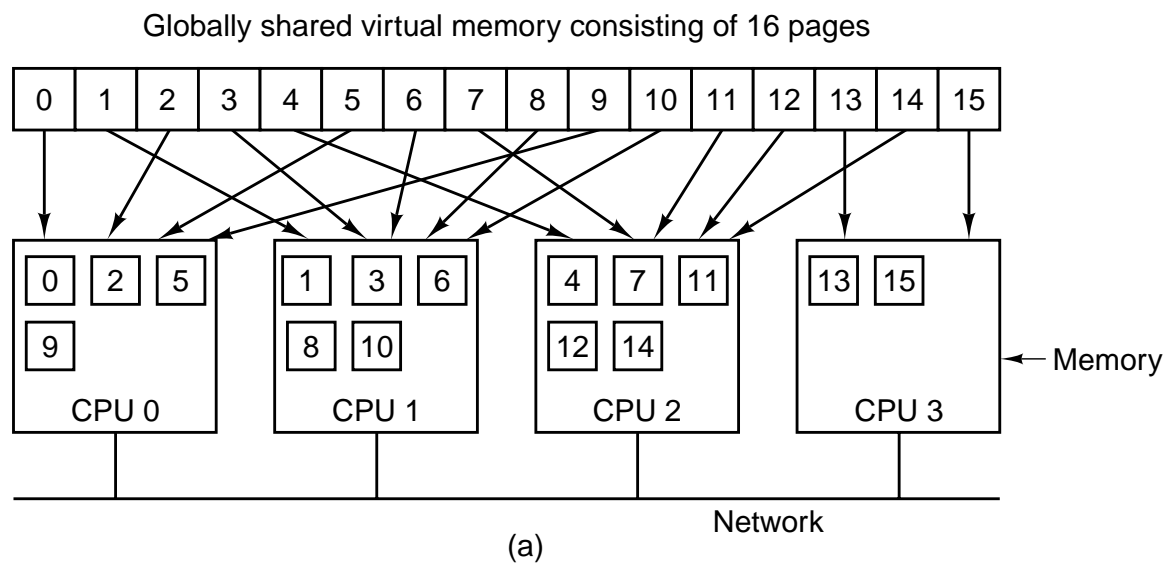 Globally shared virtual memory consisting of 16 pages
0 1 2 3 4 5 6 7 8 9 10 11 12 13 14 15
0 2 5 1 3 6 4 7 11 13 15
9 8 10 12 14
Memory
CPU 0 CPU 1 CPU 2 CPU 3
Network
(a)